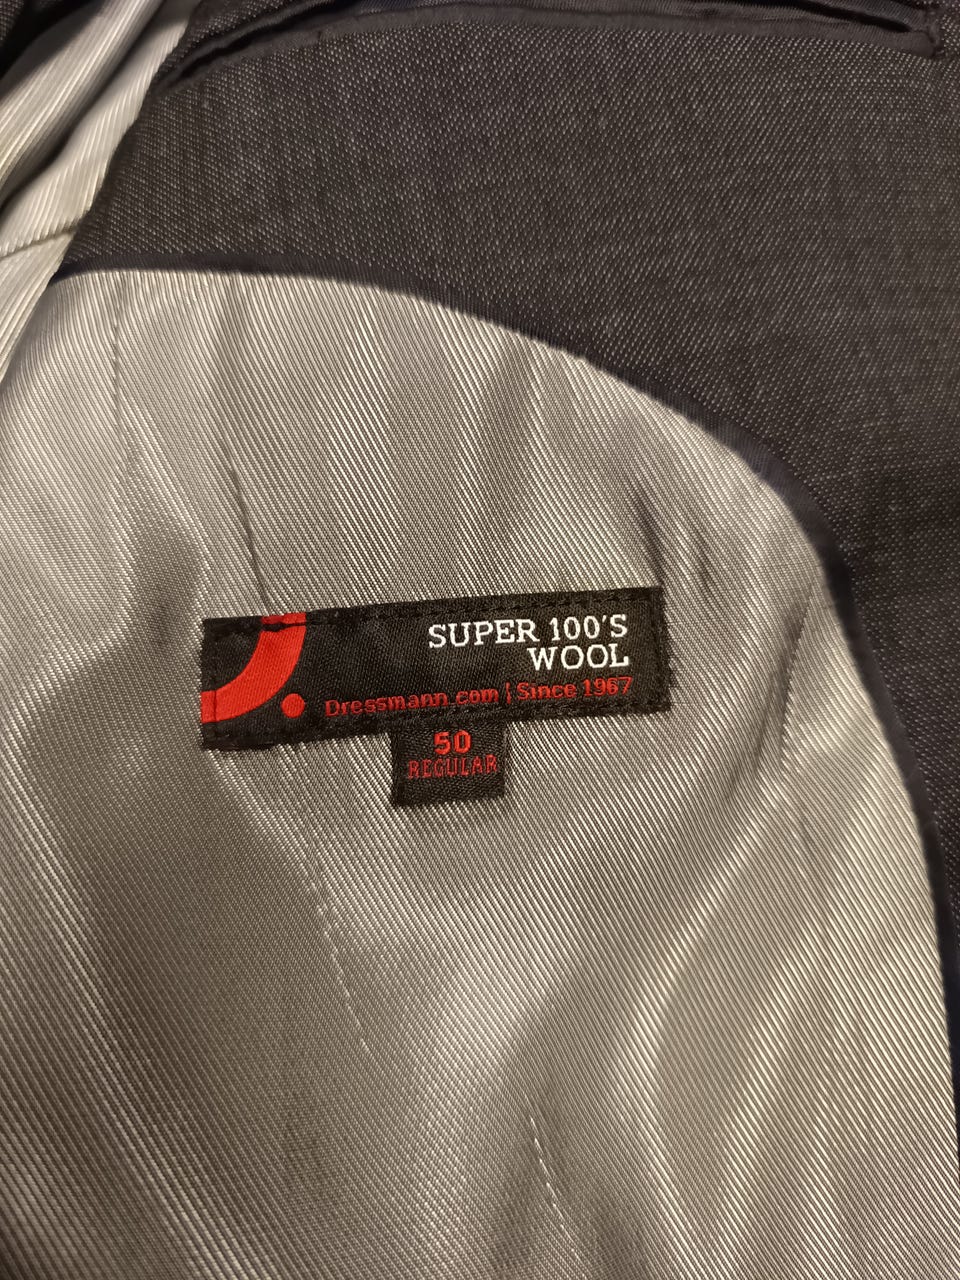 SUPER 100'S
WOOL
Dressmann.com | Since 1967
50
REGULAR